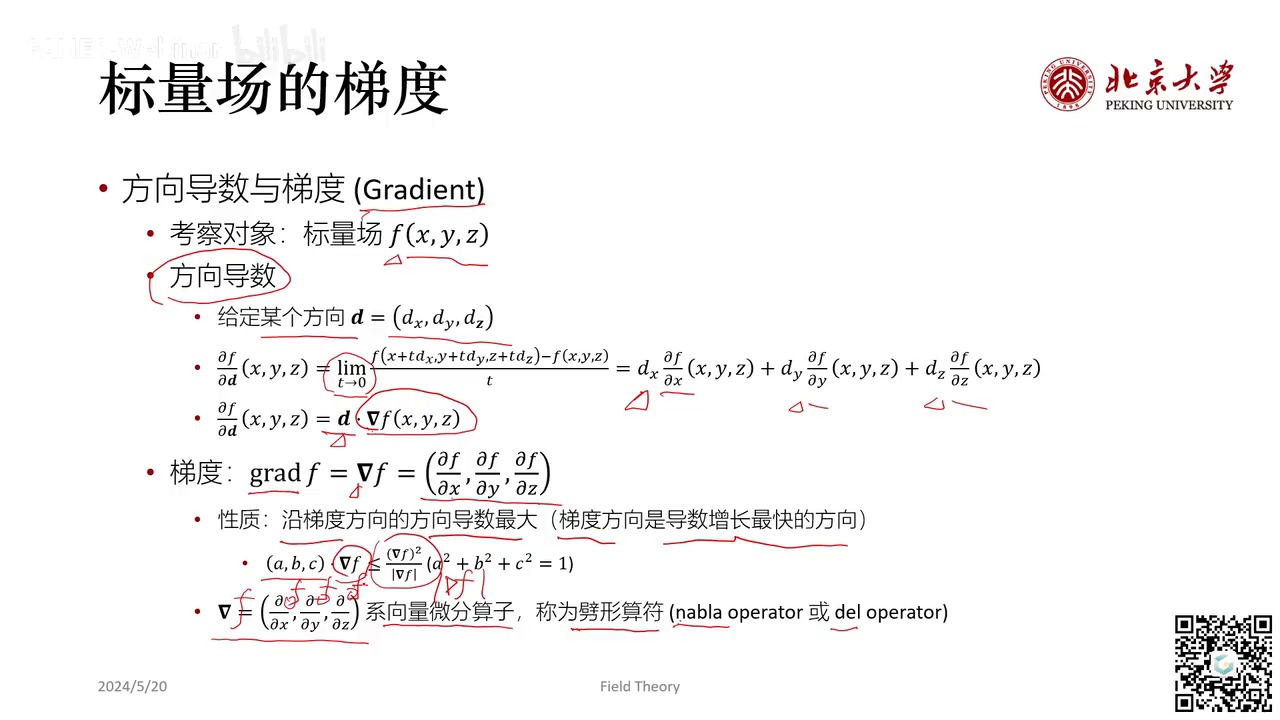 bilibili
标量场的梯度
北京大学
PEKING UNIVERSITY
• 方向导数与梯度 (Gradient)
• 考察对象：标量场 f(x, y, z)
• 方向导数
• 给定某个方向 d = (d_x, d_y, d_z)
• ∂f/∂d (x, y, z) = lim_{t→0} (f(x+td_x,y+td_y,z+td_z)−f(x,y,z))/t = d_x ∂f/∂x (x, y, z) + d_y ∂f/∂y (x, y, z) + d_z ∂f/∂z (x, y, z)
• ∂f/∂d (x, y, z) = d · ∇f(x, y, z)
• 梯度：grad f = ∇f = (∂f/∂x, ∂f/∂y, ∂f/∂z)
• 性质：沿梯度方向的方向导数最大（梯度方向是导数增长最快的方向）
• (a, b, c) · ∇f ≤ (∇f)²/|∇f| (a² + b² + c² = 1)
|∇f|
f f f f
• ∇ = (∂/∂x, ∂/∂y, ∂/∂z) 系向量微分算子，称为劈形算符 (nabla operator 或 del operator)
2024/5/20
Field Theory